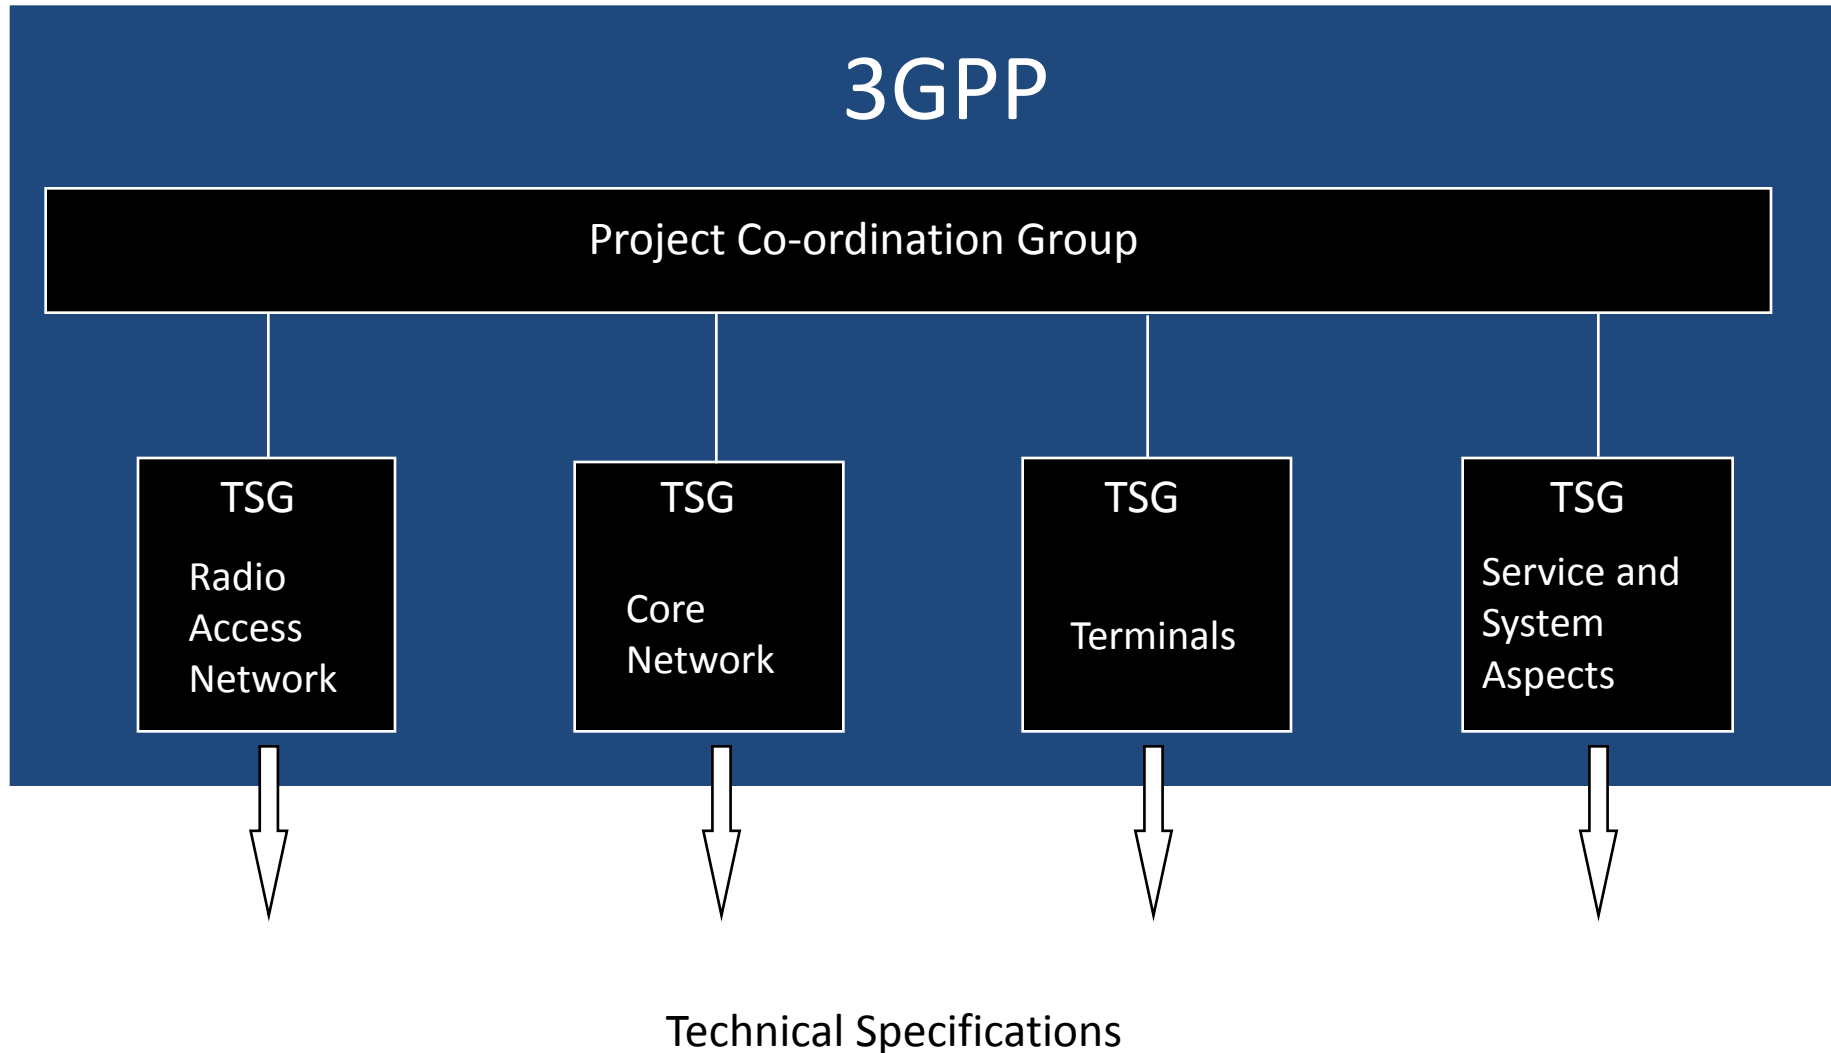 3GPP
Project Co-ordination Group
TSG
Radio
Access
Network
TSG
Core
Network
TSG
Terminals
TSG
Service and
System
Aspects
Technical Specifications